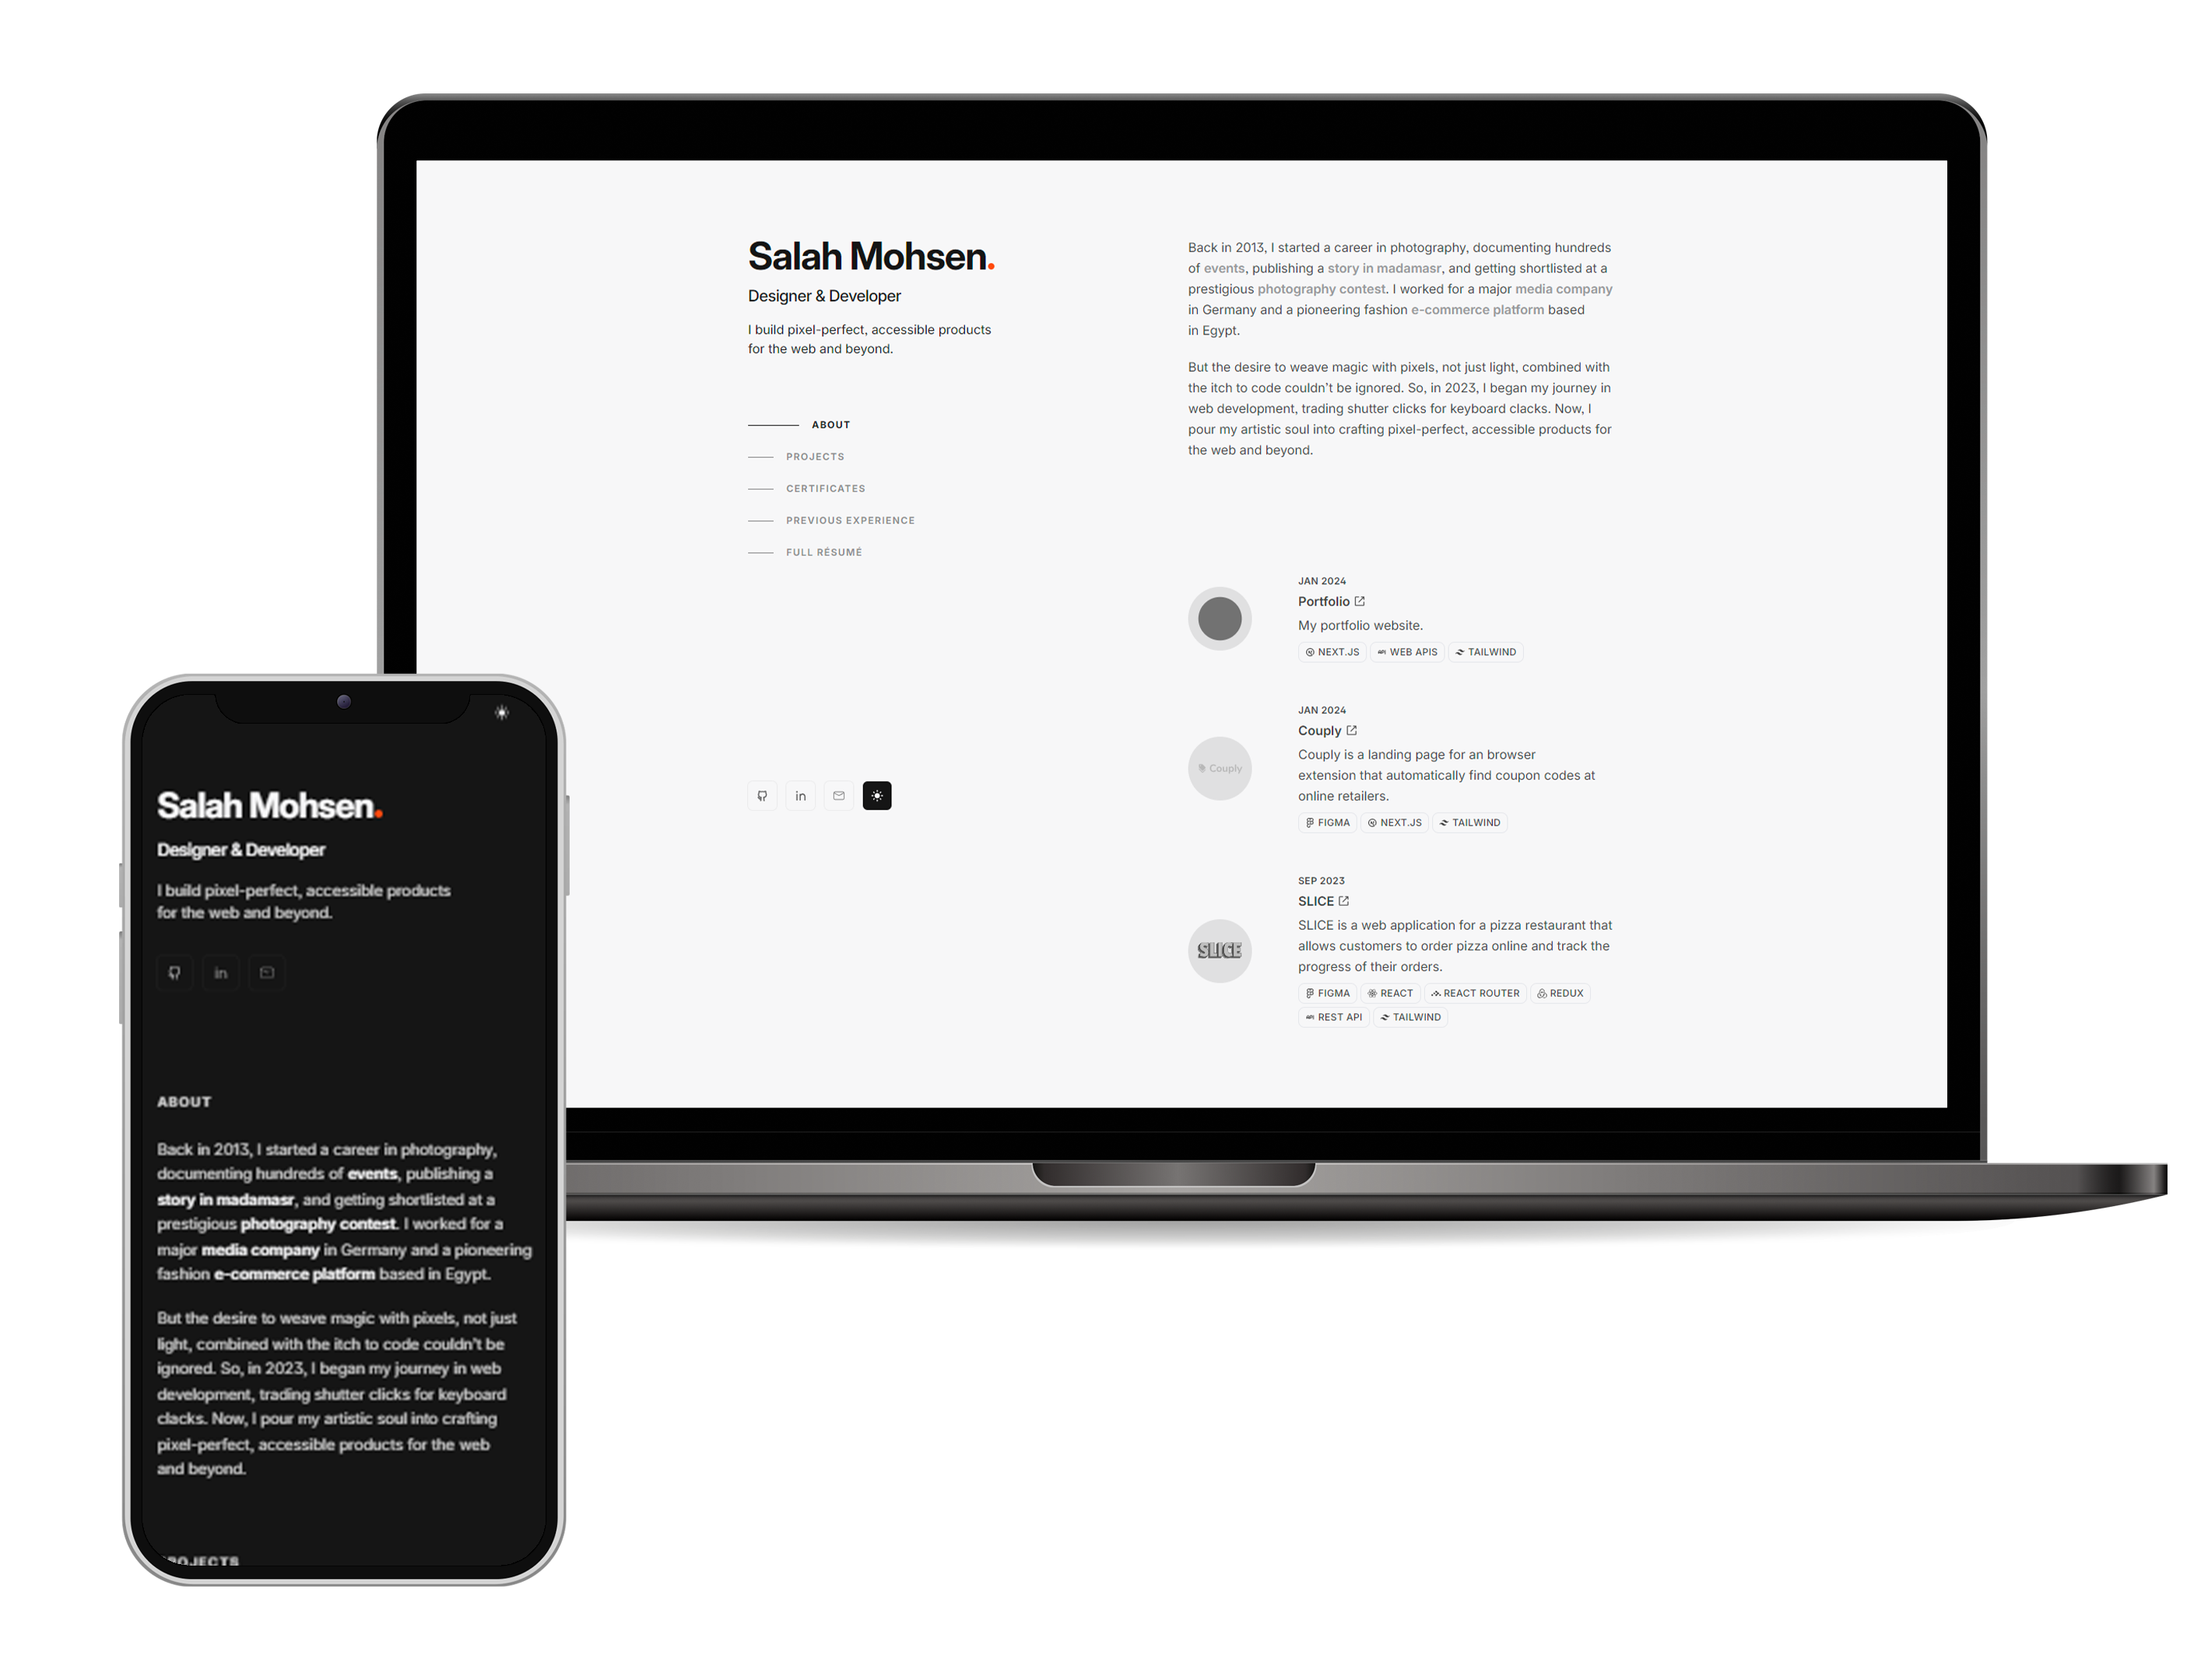 Salah Mohsen.
Designer & Developer
I build pixel-perfect, accessible products
for the web and beyond.
ABOUT
PROJECTS
CERTIFICATES
PREVIOUS EXPERIENCE
FULL RÉSUMÉ
in
Back in 2013, I started a career in photography, documenting hundreds
of events, publishing a story in madamasr, and getting shortlisted at a
prestigious photography contest. I worked for a major media company
in Germany and a pioneering fashion e-commerce platform based
in Egypt.
But the desire to weave magic with pixels, not just light, combined with
the itch to code couldn't be ignored. So, in 2023, I began my journey in
web development, trading shutter clicks for keyboard clacks. Now, I
pour my artistic soul into crafting pixel-perfect, accessible products for
the web and beyond.
JAN 2024
Portfolio
My portfolio website.
NEXT.JS API WEB APIS TAILWIND
JAN 2024
Couply
Couply
Couply is a landing page for an browser
extension that automatically find coupon codes at
online retailers.
FIGMA NEXT.JS TAILWIND
SEP 2023
SLICE
SLICE
SLICE is a web application for a pizza restaurant that
allows customers to order pizza online and track the
progress of their orders.
FIGMA REACT REACT ROUTER REDUX
API REST API TAILWIND
Salah Mohsen.
Designer & Developer
I build pixel-perfect, accessible products
for the web and beyond.
in
ABOUT
Back in 2013, I started a career in photography,
documenting hundreds of events, publishing a
story in madamasr, and getting shortlisted at a
prestigious photography contest. I worked for a
major media company in Germany and a pioneering
fashion e-commerce platform based in Egypt.
But the desire to weave magic with pixels, not just
light, combined with the itch to code couldn't be
ignored. So, in 2023, I began my journey in web
development, trading shutter clicks for keyboard
clacks. Now, I pour my artistic soul into crafting
pixel-perfect, accessible products for the web
and beyond.
PROJECTS